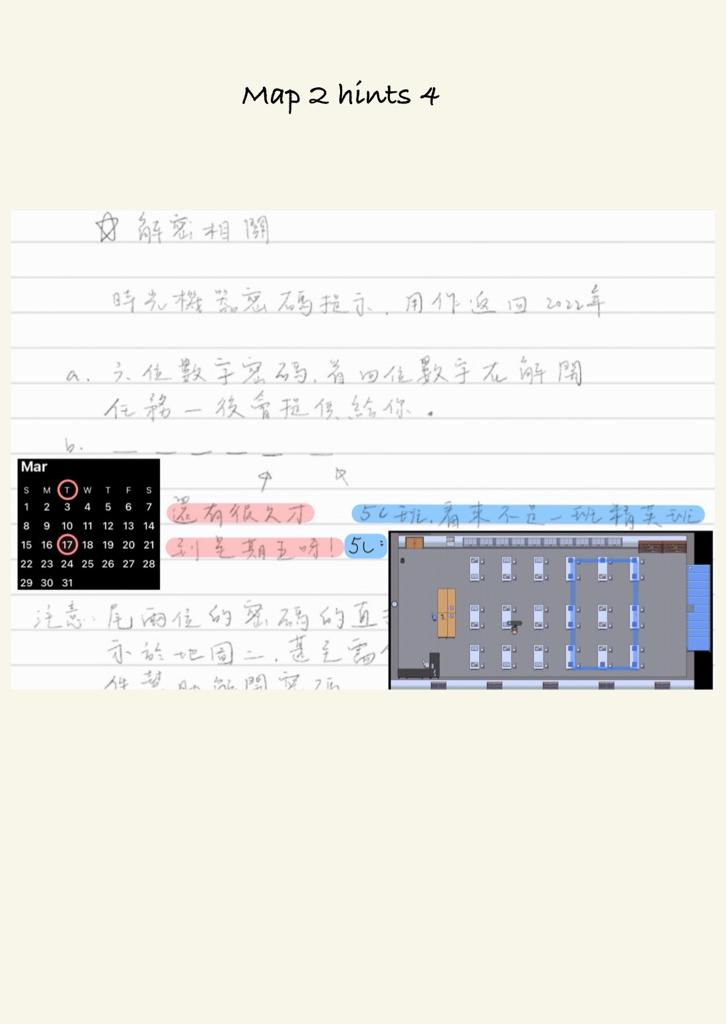 Map 2 hints 4
☆ 解密相關
時光機器密碼提示，用作返回2022年
a. 六位數字密碼，首四位數字在解開
任務一後會提供給你。
b. _ _ _ _ _ _
Mar
S M T W T F S
1 2 3 4 5 6 7
8 9 10 11 12 13 14
15 16 17 18 19 20 21
22 23 24 25 26 27 28
29 30 31
還有很久才
到星期五呀！
5C班，看來不是一班精英班
5C:
注意：尾兩位的密碼的直
示於地圖二，甚至需
件幫助解開密碼